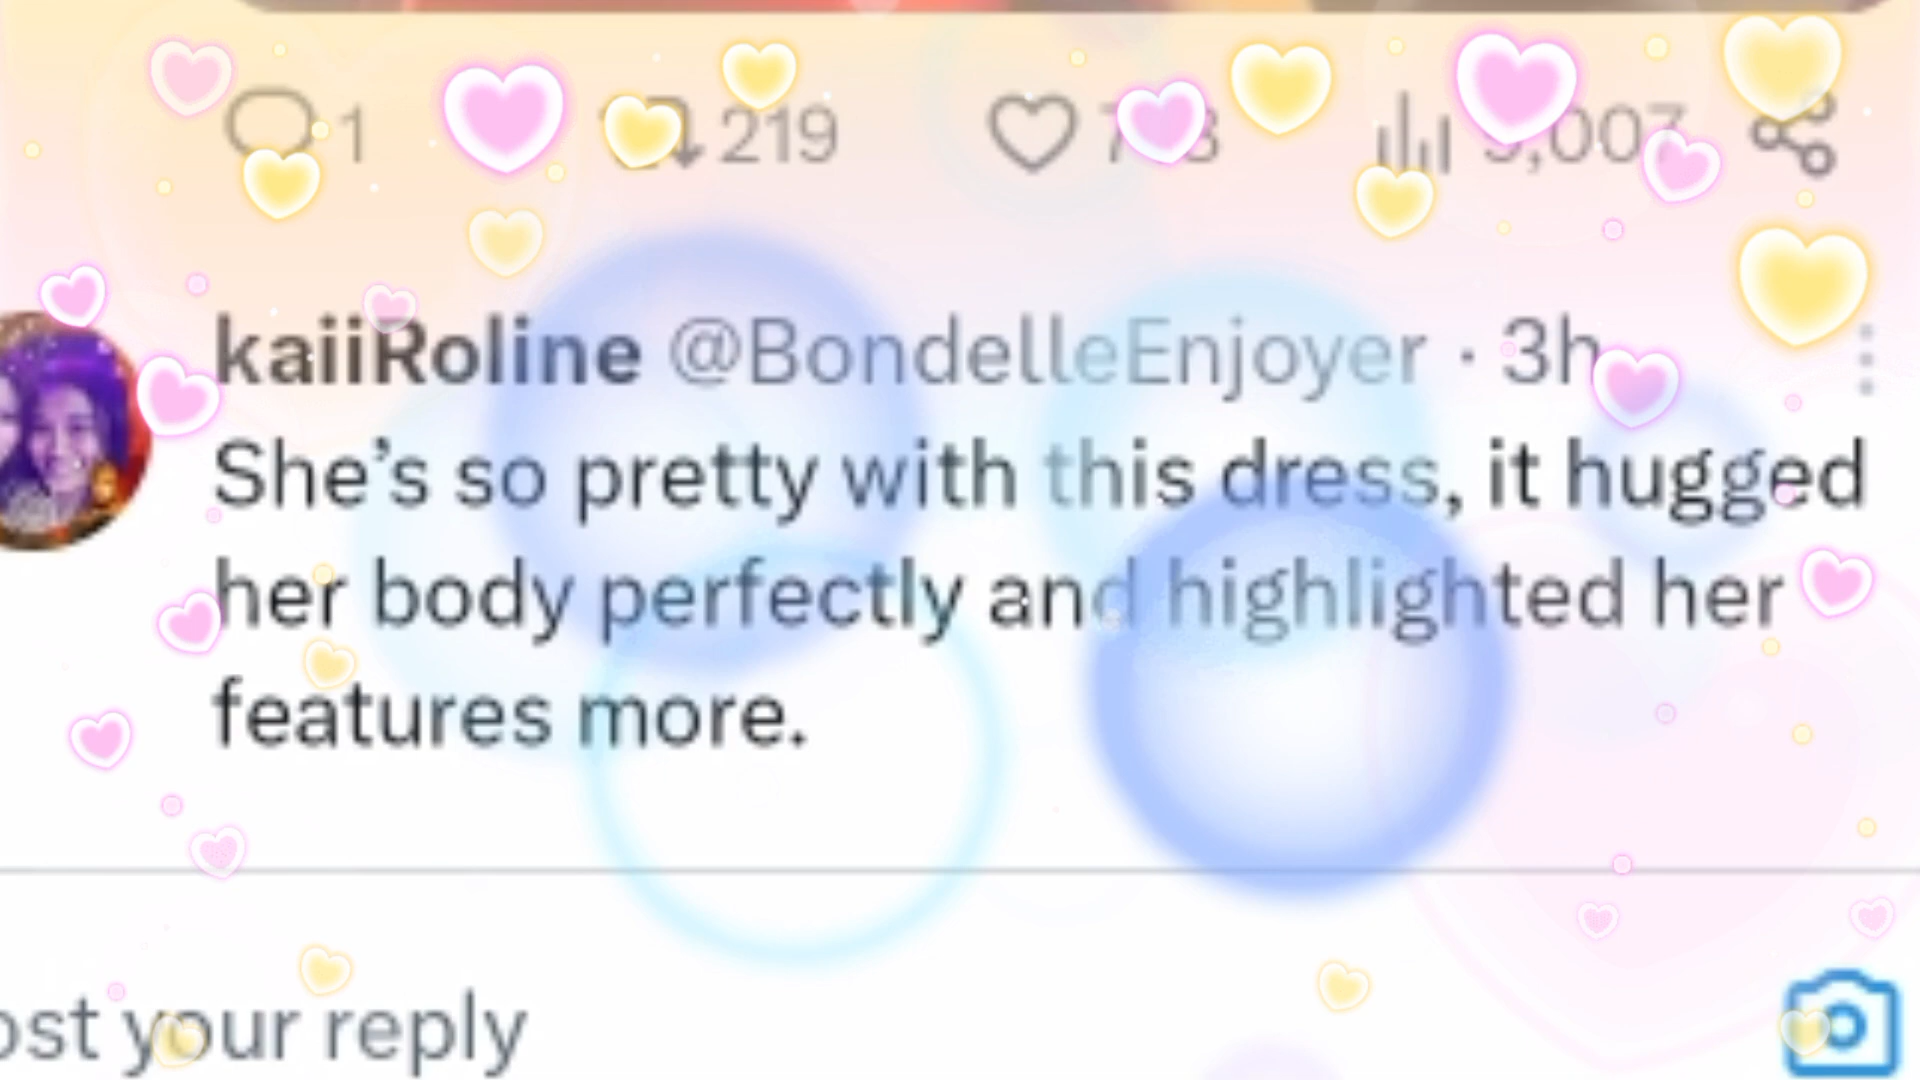 1 219
kaiiRoline @BondelleEnjoyer · 3h
She's so pretty with this dress, it hugged
her body perfectly and highlighted her
features more.
your reply